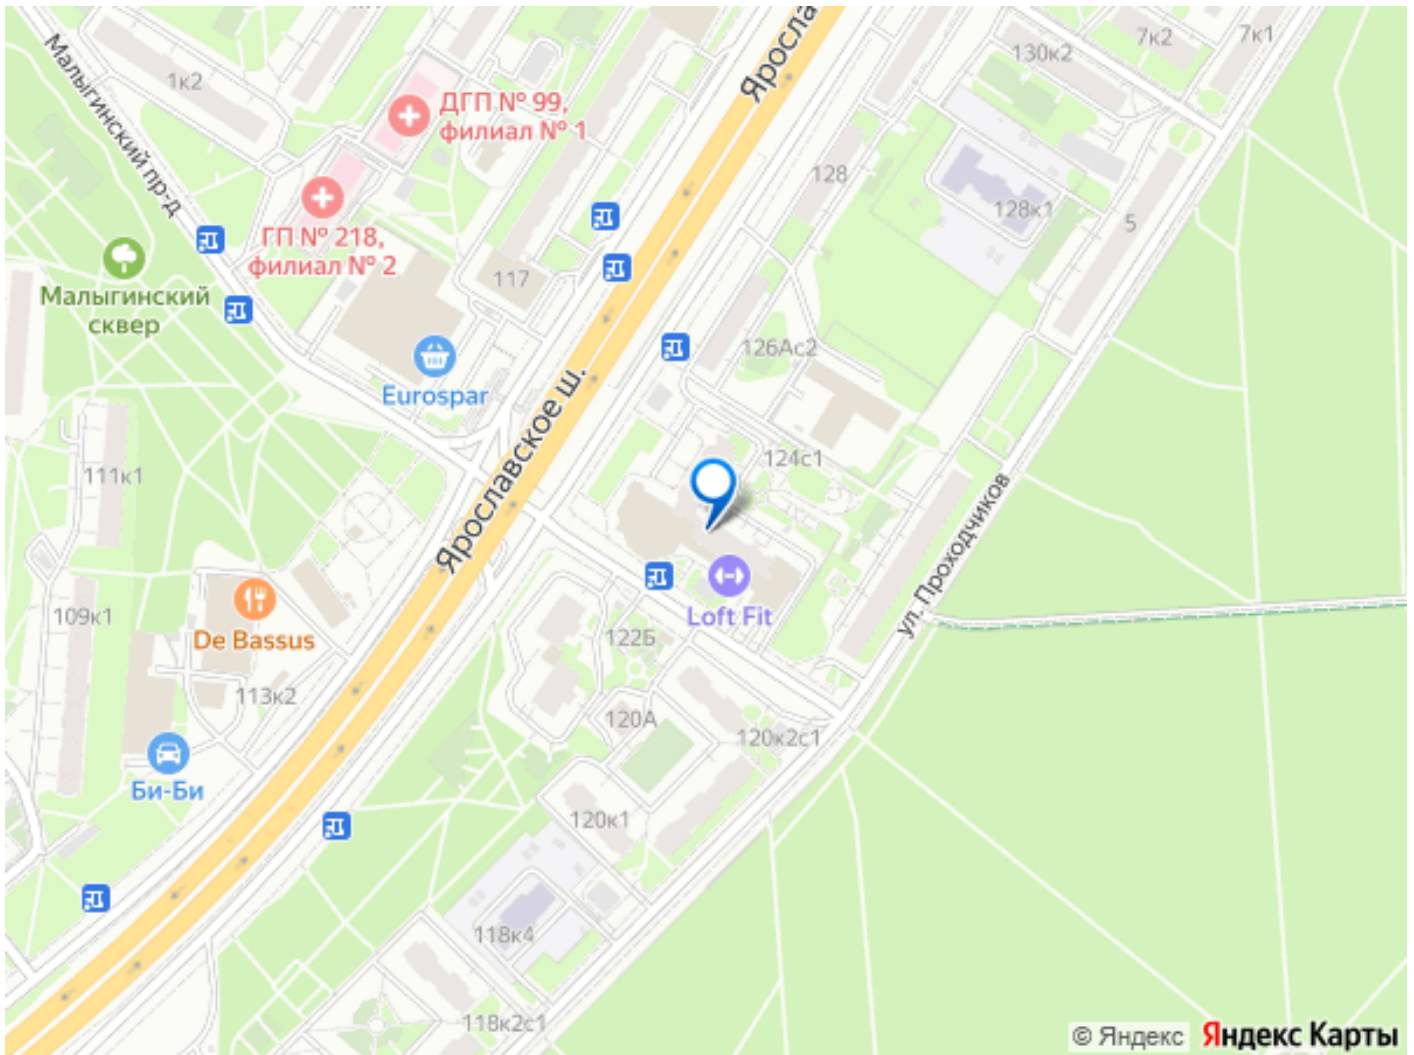 Яросла
7к2
7к1
130к2
Малыгинский пр-д
1к2
ДГП № 99,
филиал № 1
128
128к1
5
ГП № 218,
филиал № 2
117
Малыгинский
сквер
126Ас2
Eurospar
Ярославское ш.
124с1
111к1
ул. Проходчиков
Loft Fit
109к1
De Bassus
122Б
113к2
120А
120к2с1
Би-Би
120к1
118к4
118к2с1
© Яндекс Яндекс Карты